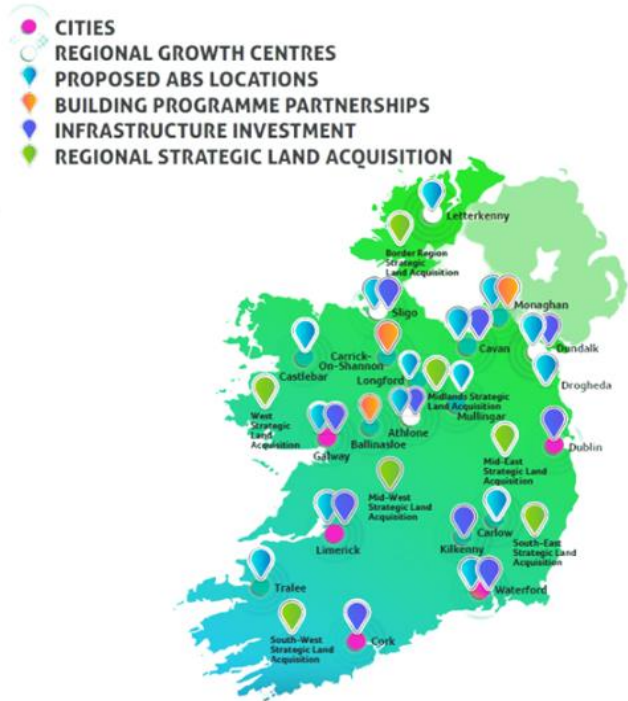 CITIES
REGIONAL GROWTH CENTRES
PROPOSED ABS LOCATIONS
BUILDING PROGRAMME PARTNERSHIPS
INFRASTRUCTURE INVESTMENT
REGIONAL STRATEGIC LAND ACQUISITION
Letterkenny
Border Region
Strategic
Land Acquisition
Sligo
Monaghan
Cavan
Dundalk
Carrick-
On-Shannon
Castlebar
Longford
Drogheda
Midlands Strategic
Land Acquisition
Mullingar
West
Strategic
Land
Acquisition
Athlone
Ballinasloe
Galway
Dublin
Mid-East
Strategic Land
Acquisition
Mid-West
Strategic Land
Acquisition
Carlow
Kilkenny
South-East
Strategic Land
Acquisition
Limerick
Tralee
Waterford
South-West
Strategic Land
Acquisition
Cork